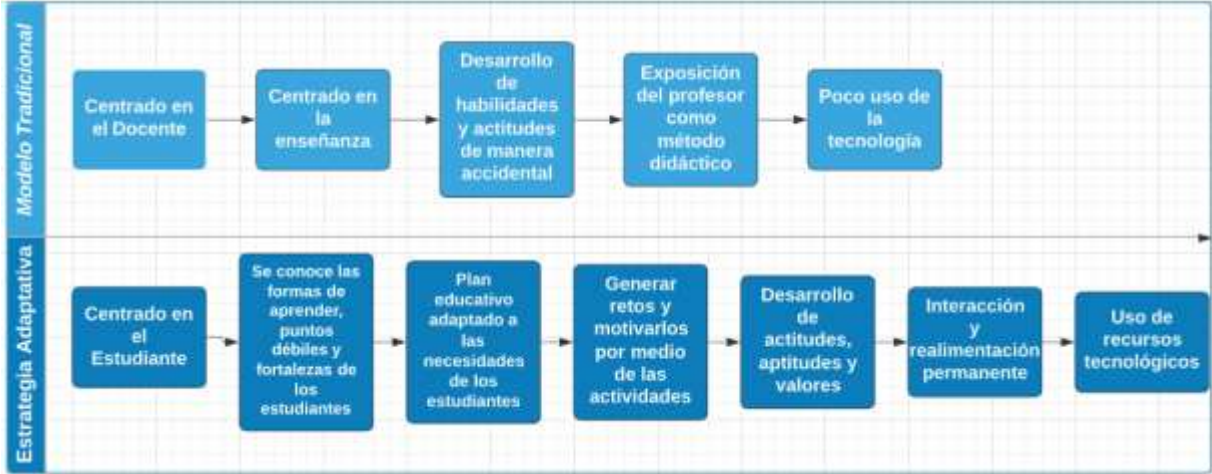 Modelo Tradicional
Centrado en
el Docente
Centrado en
la
enseñanza
Desarrollo
de
habilidades
y actitudes
de manera
accidental
Exposición
del profesor
como
método
didáctico
Poco uso de
la
tecnología
Estrategia Adaptativa
Centrado en
el
Estudiante
Se conoce las
formas de
aprender,
puntos
débiles y
fortalezas de
los
estudiantes
Plan
educativo
adaptado a
las
necesidades
de los
estudiantes
Generar
retos y
motivarlos
por medio
de las
actividades
Desarrollo
de
actitudes,
aptitudes y
valores
Interacción
y
realimentación
permanente
Uso de
recursos
tecnológicos